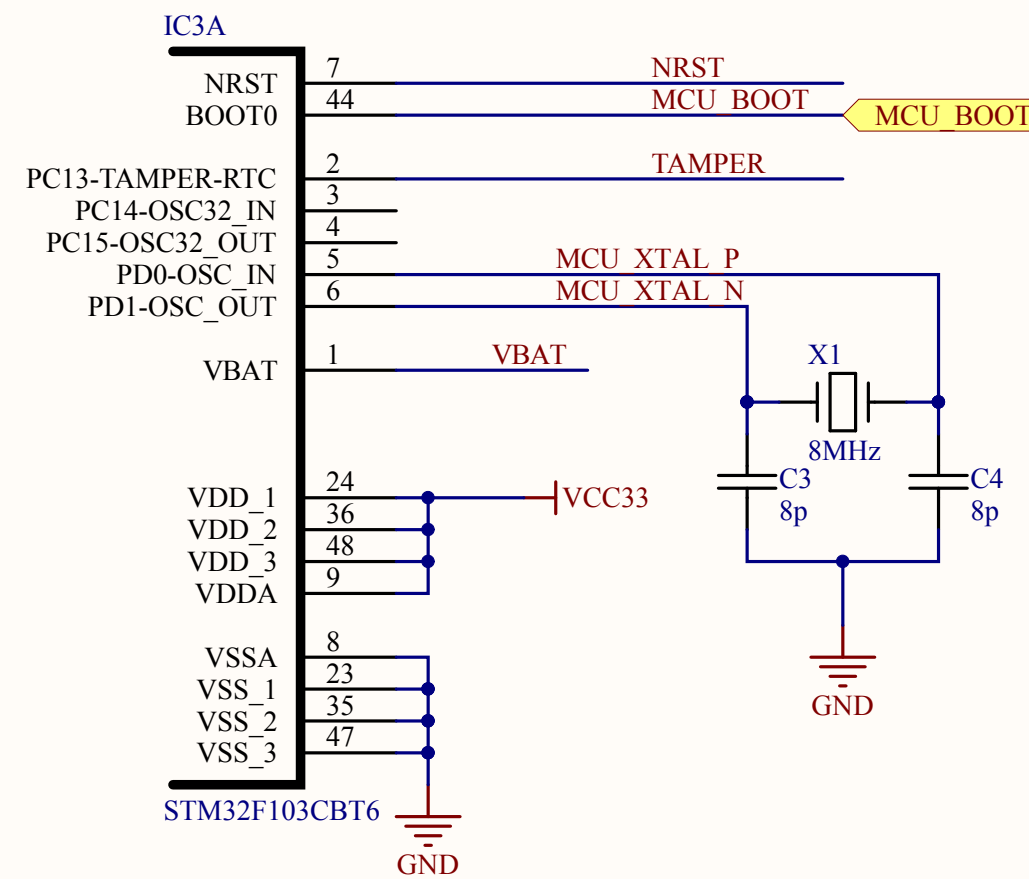 IC3A
NRST 7 NRST
BOOT0 44 MCU_BOOT MCU_BOOT
PC13-TAMPER-RTC 2 TAMPER
PC14-OSC32_IN 3
PC15-OSC32_OUT 4
PD0-OSC_IN 5 MCU_XTAL_P
PD1-OSC_OUT 6 MCU_XTAL_N
VBAT 1 VBAT
X1
8MHz
C3
8p
C4
8p
GND
VDD_1 24 VCC33
VDD_2 36
VDD_3 48
VDDA 9
VSSA 8
VSS_1 23
VSS_2 35
VSS_3 47
STM32F103CBT6
GND